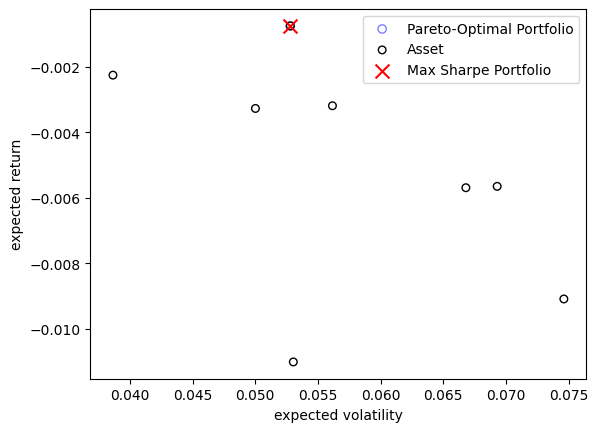 Pareto-Optimal Portfolio
Asset
Max Sharpe Portfolio
−0.002
−0.004
−0.006
−0.008
−0.010
expected return
0.040 0.045 0.050 0.055 0.060 0.065 0.070 0.075
expected volatility